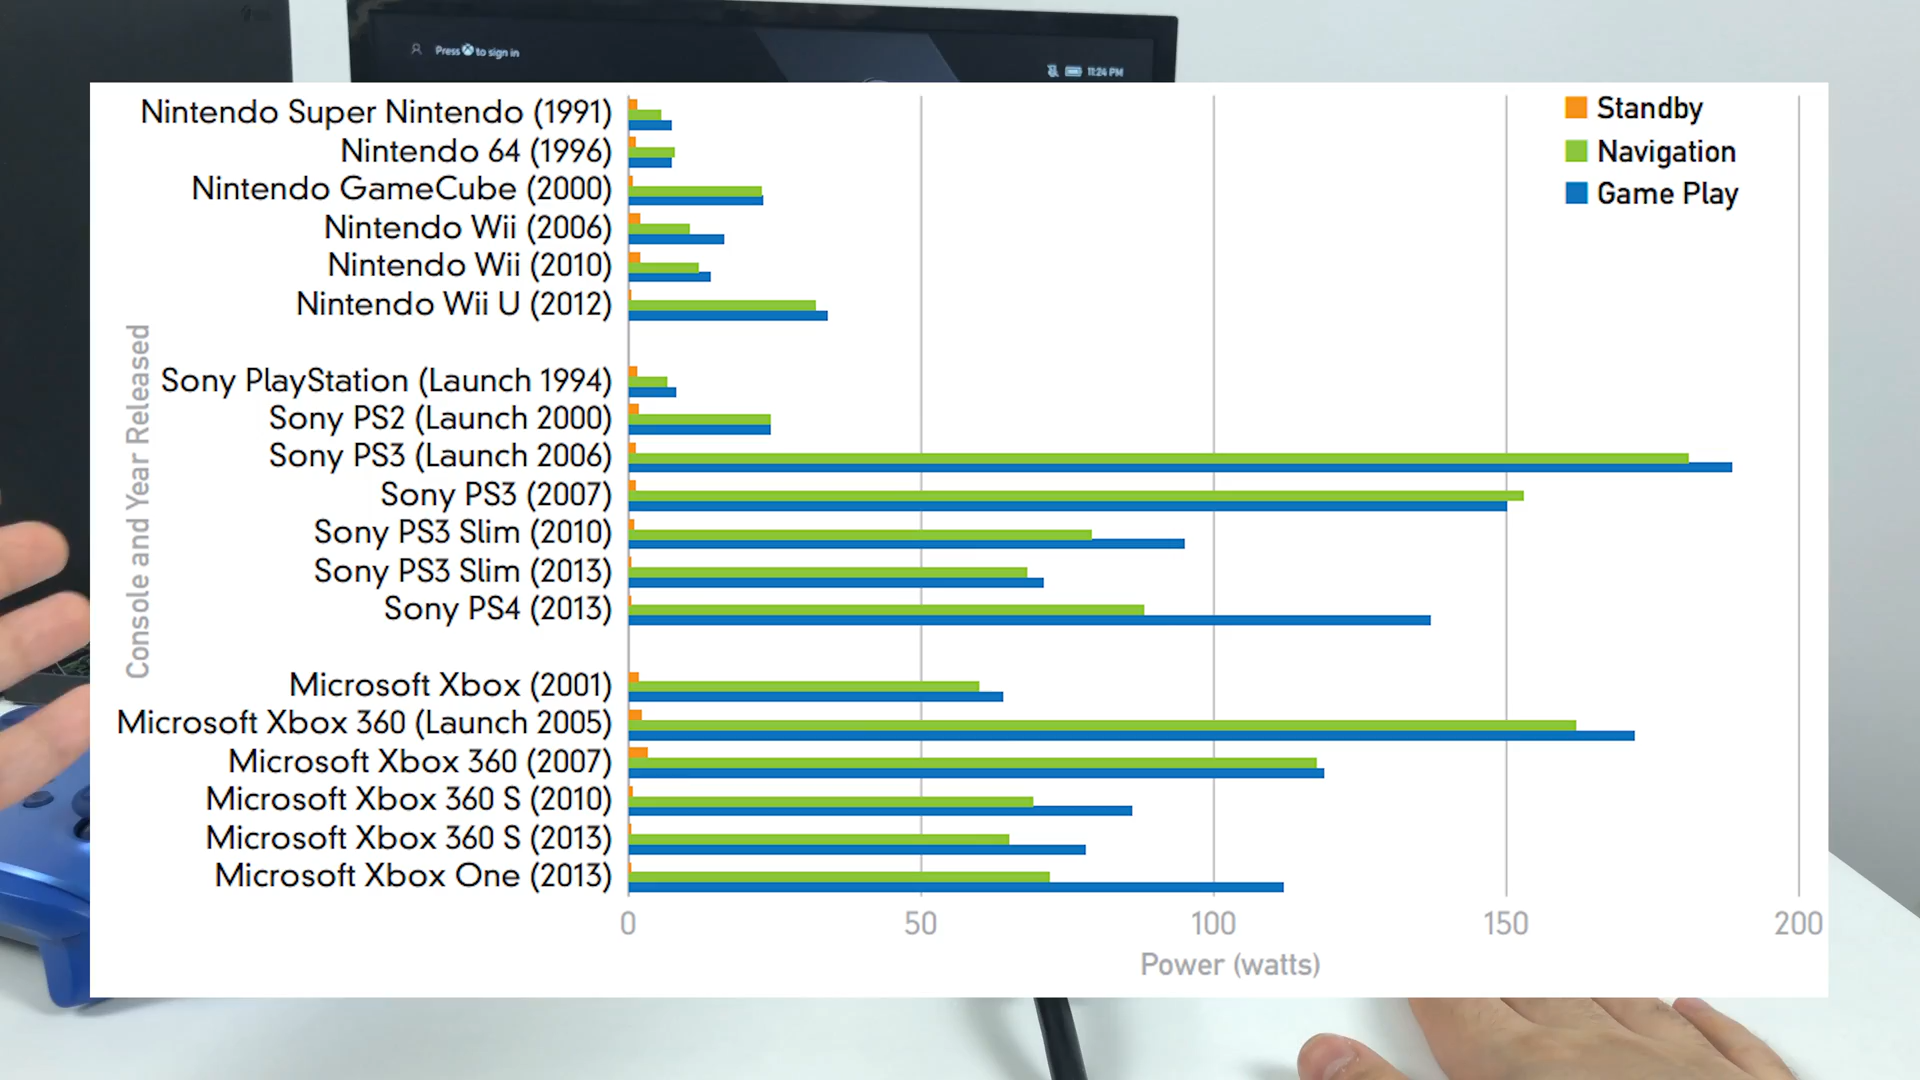 Press to sign in
11:24 PM
Nintendo Super Nintendo (1991)
Nintendo 64 (1996)
Nintendo GameCube (2000)
Nintendo Wii (2006)
Nintendo Wii (2010)
Nintendo Wii U (2012)
Sony PlayStation (Launch 1994)
Sony PS2 (Launch 2000)
Sony PS3 (Launch 2006)
Sony PS3 (2007)
Sony PS3 Slim (2010)
Sony PS3 Slim (2013)
Sony PS4 (2013)
Microsoft Xbox (2001)
Microsoft Xbox 360 (Launch 2005)
Microsoft Xbox 360 (2007)
Microsoft Xbox 360 S (2010)
Microsoft Xbox 360 S (2013)
Microsoft Xbox One (2013)
Console and Year Released
Standby
Navigation
Game Play
0 50 100 150 200
Power (watts)